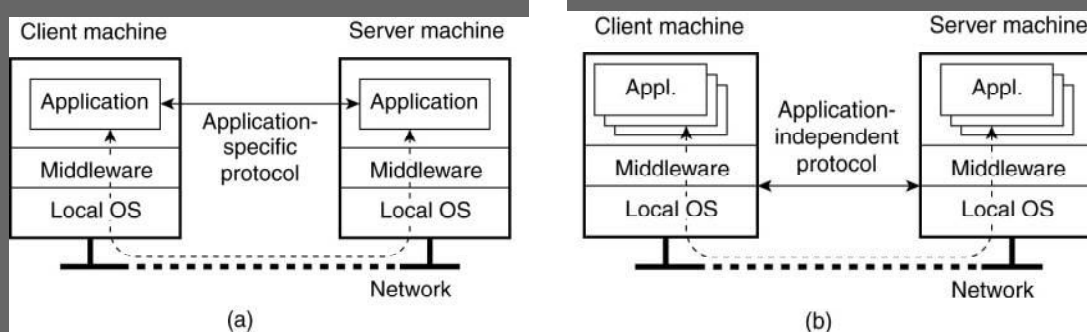 Client machine
Server machine
Application
Application
Application-
specific
protocol
Middleware
Middleware
Local OS
Local OS
Network
(a)
Client machine
Server machine
Appl.
Appl.
Application-
independent
protocol
Middleware
Middleware
Local OS
Local OS
Network
(b)